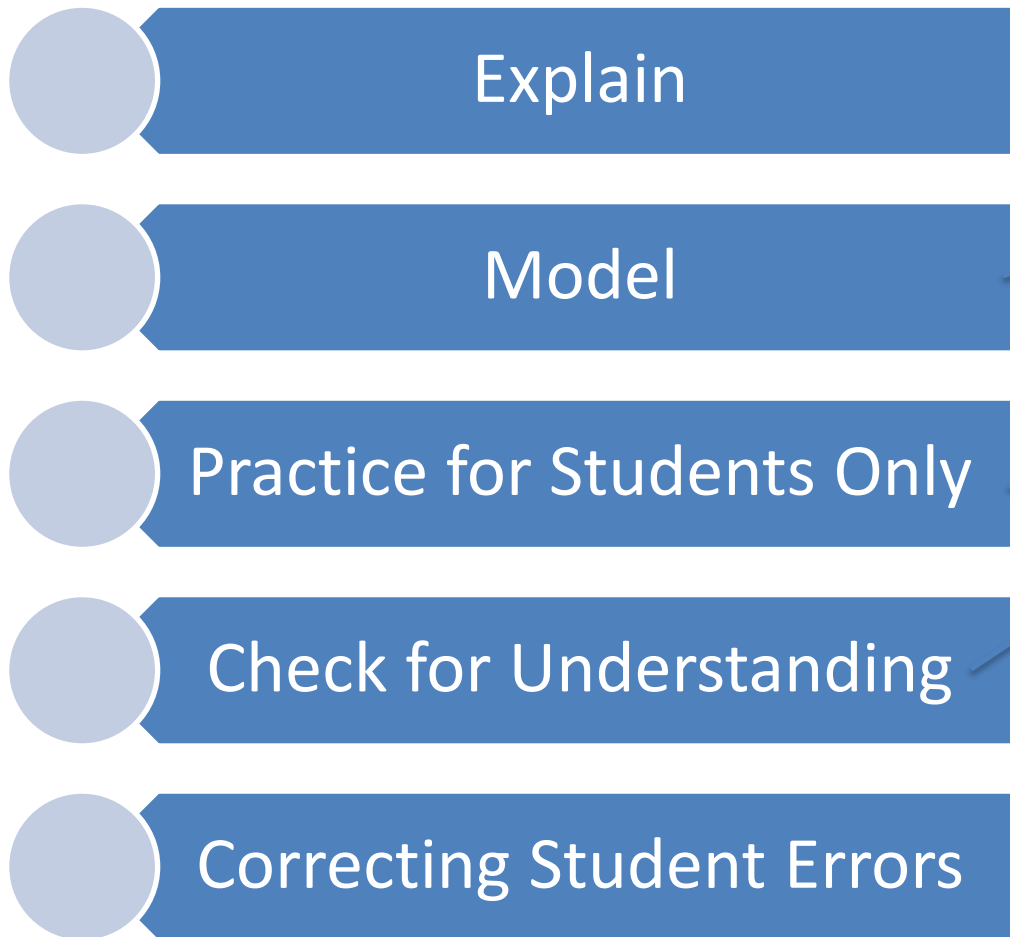 Explain
Model
Practice for Students Only
Check for Understanding
Correcting Student Errors